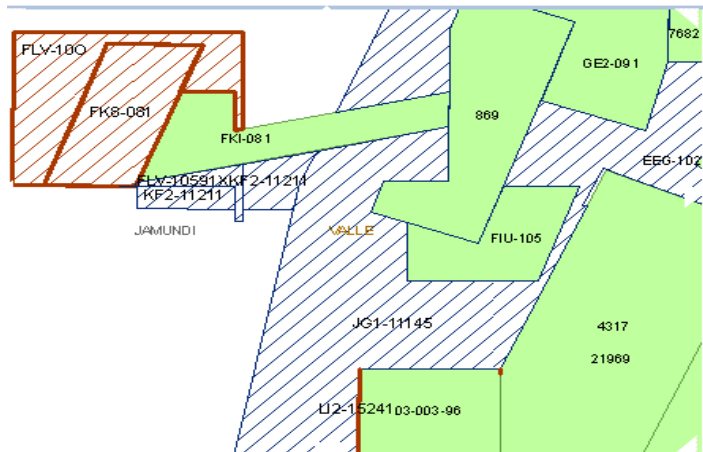 7682
FLV-10O
GE2-091
FK8-081
869
FKI-081
EEG-102
FLV-10591XKF2-11211
KF2-11211
JAMUNDI
VALLE
FIU-105
JG1-11145
4317
21969
LI2-15241
03-003-96